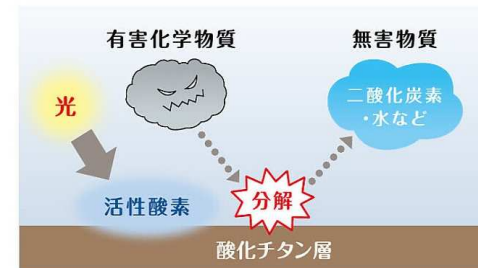 有害化学物質
無害物質
光
二酸化炭素
・水など
活性酸素
分解
酸化チタン層